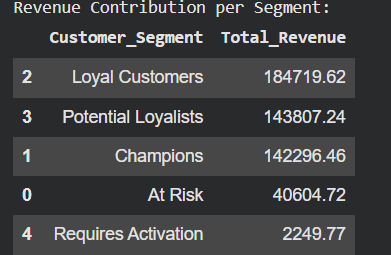 Revenue Contribution per Segment:
Customer_Segment Total_Revenue
2 Loyal Customers 184719.62
3 Potential Loyalists 143807.24
1 Champions 142296.46
0 At Risk 40604.72
4 Requires Activation 2249.77